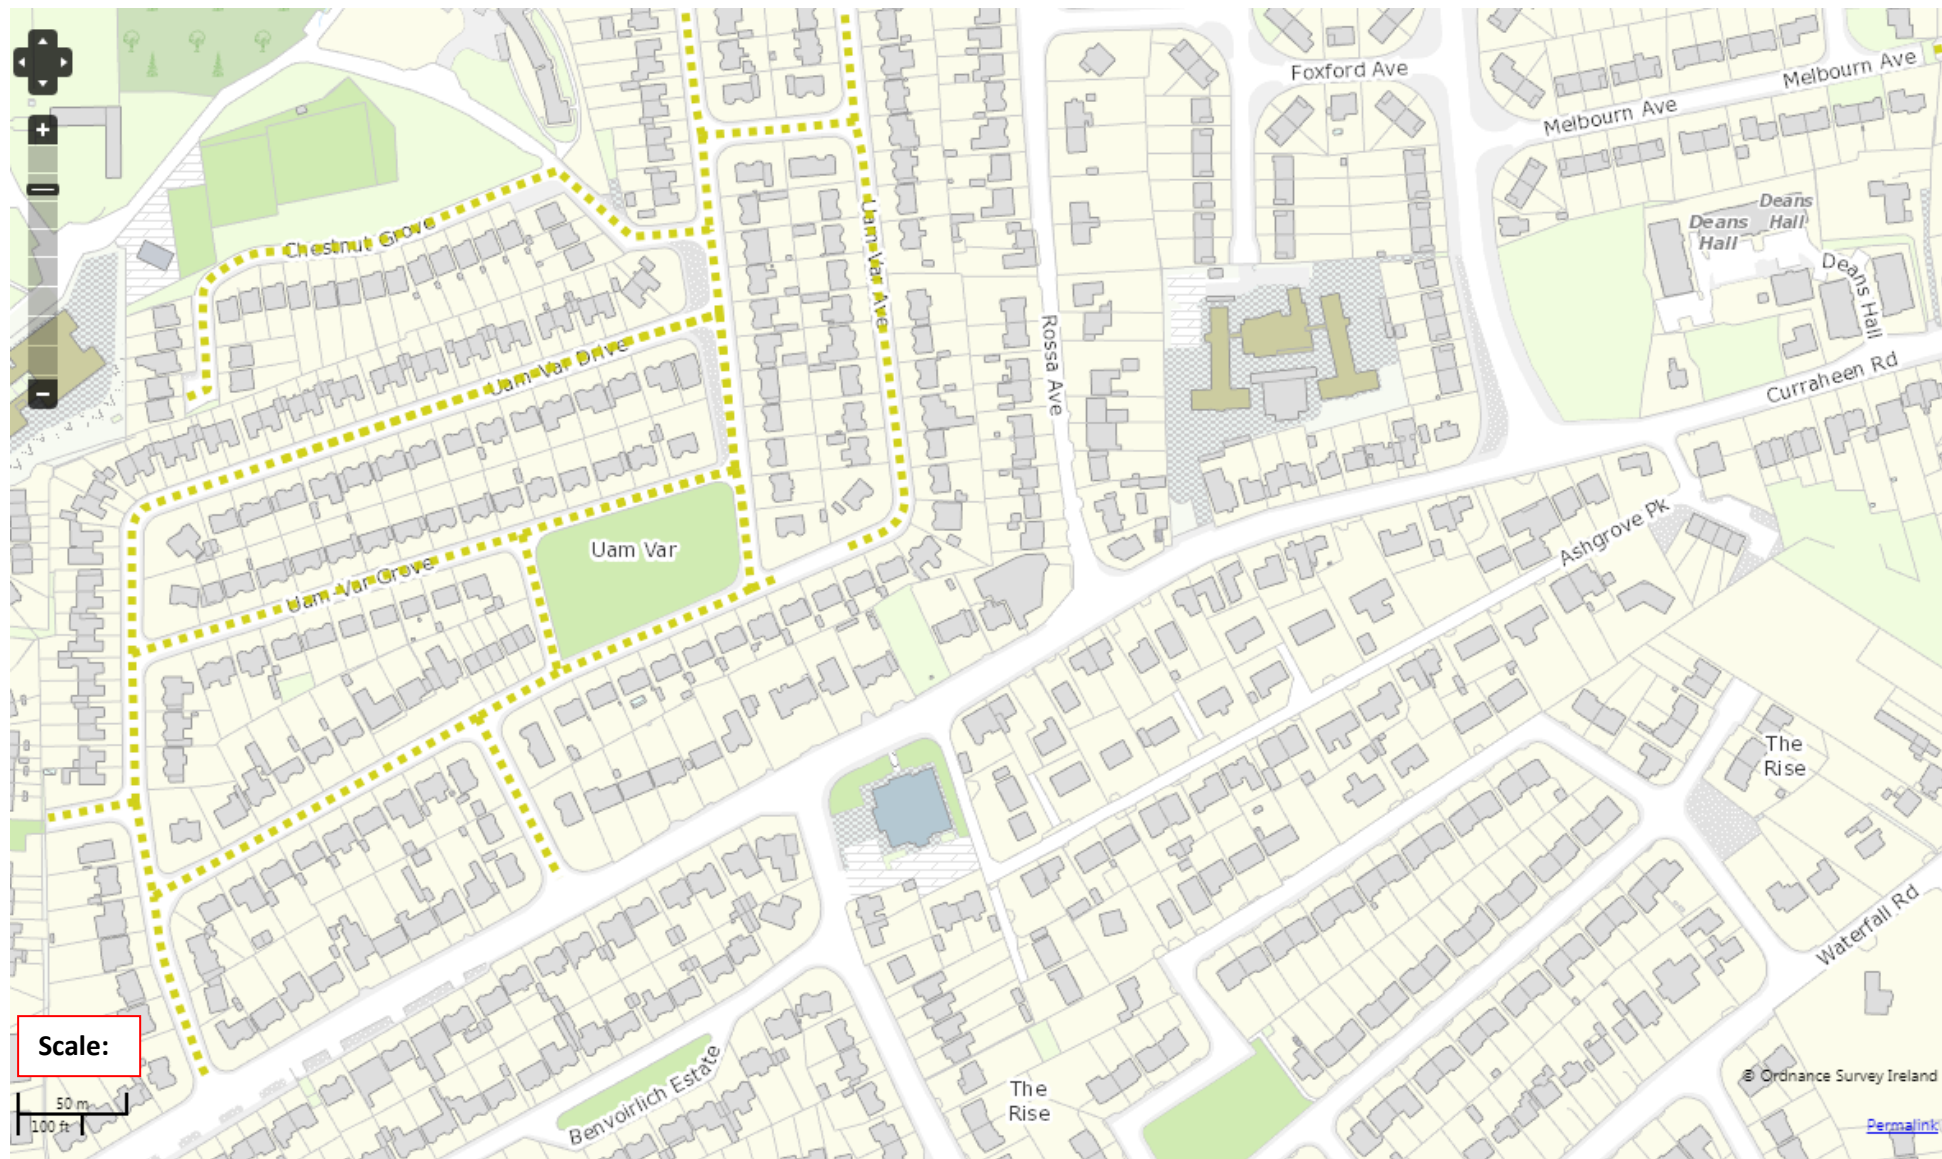 Foxford Ave
Melbourn Ave
Melbourn Ave
Deans
Hall
Deans
Hall
Deans Hall
Chestnut Grove
Uam Var Ave
Uam Var Drive
Rossa Ave
Curraheen Rd
Ashgrove Pk
Uam Var
Uam Var Grove
The
Rise
Waterfall Rd
Scale:
50 m
100 ft
Benvoirlich Estate
The
Rise
© Ordnance Survey Ireland
Permalink
+
−